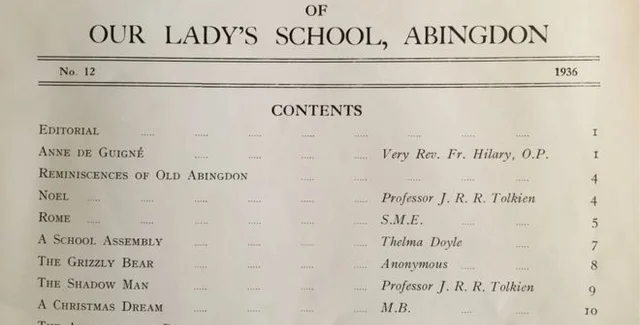 OF
OUR LADY'S SCHOOL, ABINGDON
No. 12 1936
CONTENTS
EDITORIAL ..... ..... ..... ..... ..... ..... ..... 1
ANNE DE GUIGNÉ ..... ..... ..... ..... Very Rev. Fr. Hilary, O.P. 1
REMINISCENCES OF OLD ABINGDON ..... ..... ..... ..... ..... 4
NOEL ..... ..... ..... ..... ..... ..... Professor J. R. R. Tolkien 4
ROME ..... ..... ..... ..... ..... ..... S.M.E. ..... ..... 5
A SCHOOL ASSEMBLY ..... ..... ..... ..... Thelma Doyle ..... 7
THE GRIZZLY BEAR ..... ..... ..... ..... Anonymous ..... ..... 8
THE SHADOW MAN ..... ..... ..... ..... Professor J. R. R. Tolkien 9
A CHRISTMAS DREAM ..... ..... ..... ..... M.B. .... ..... 10